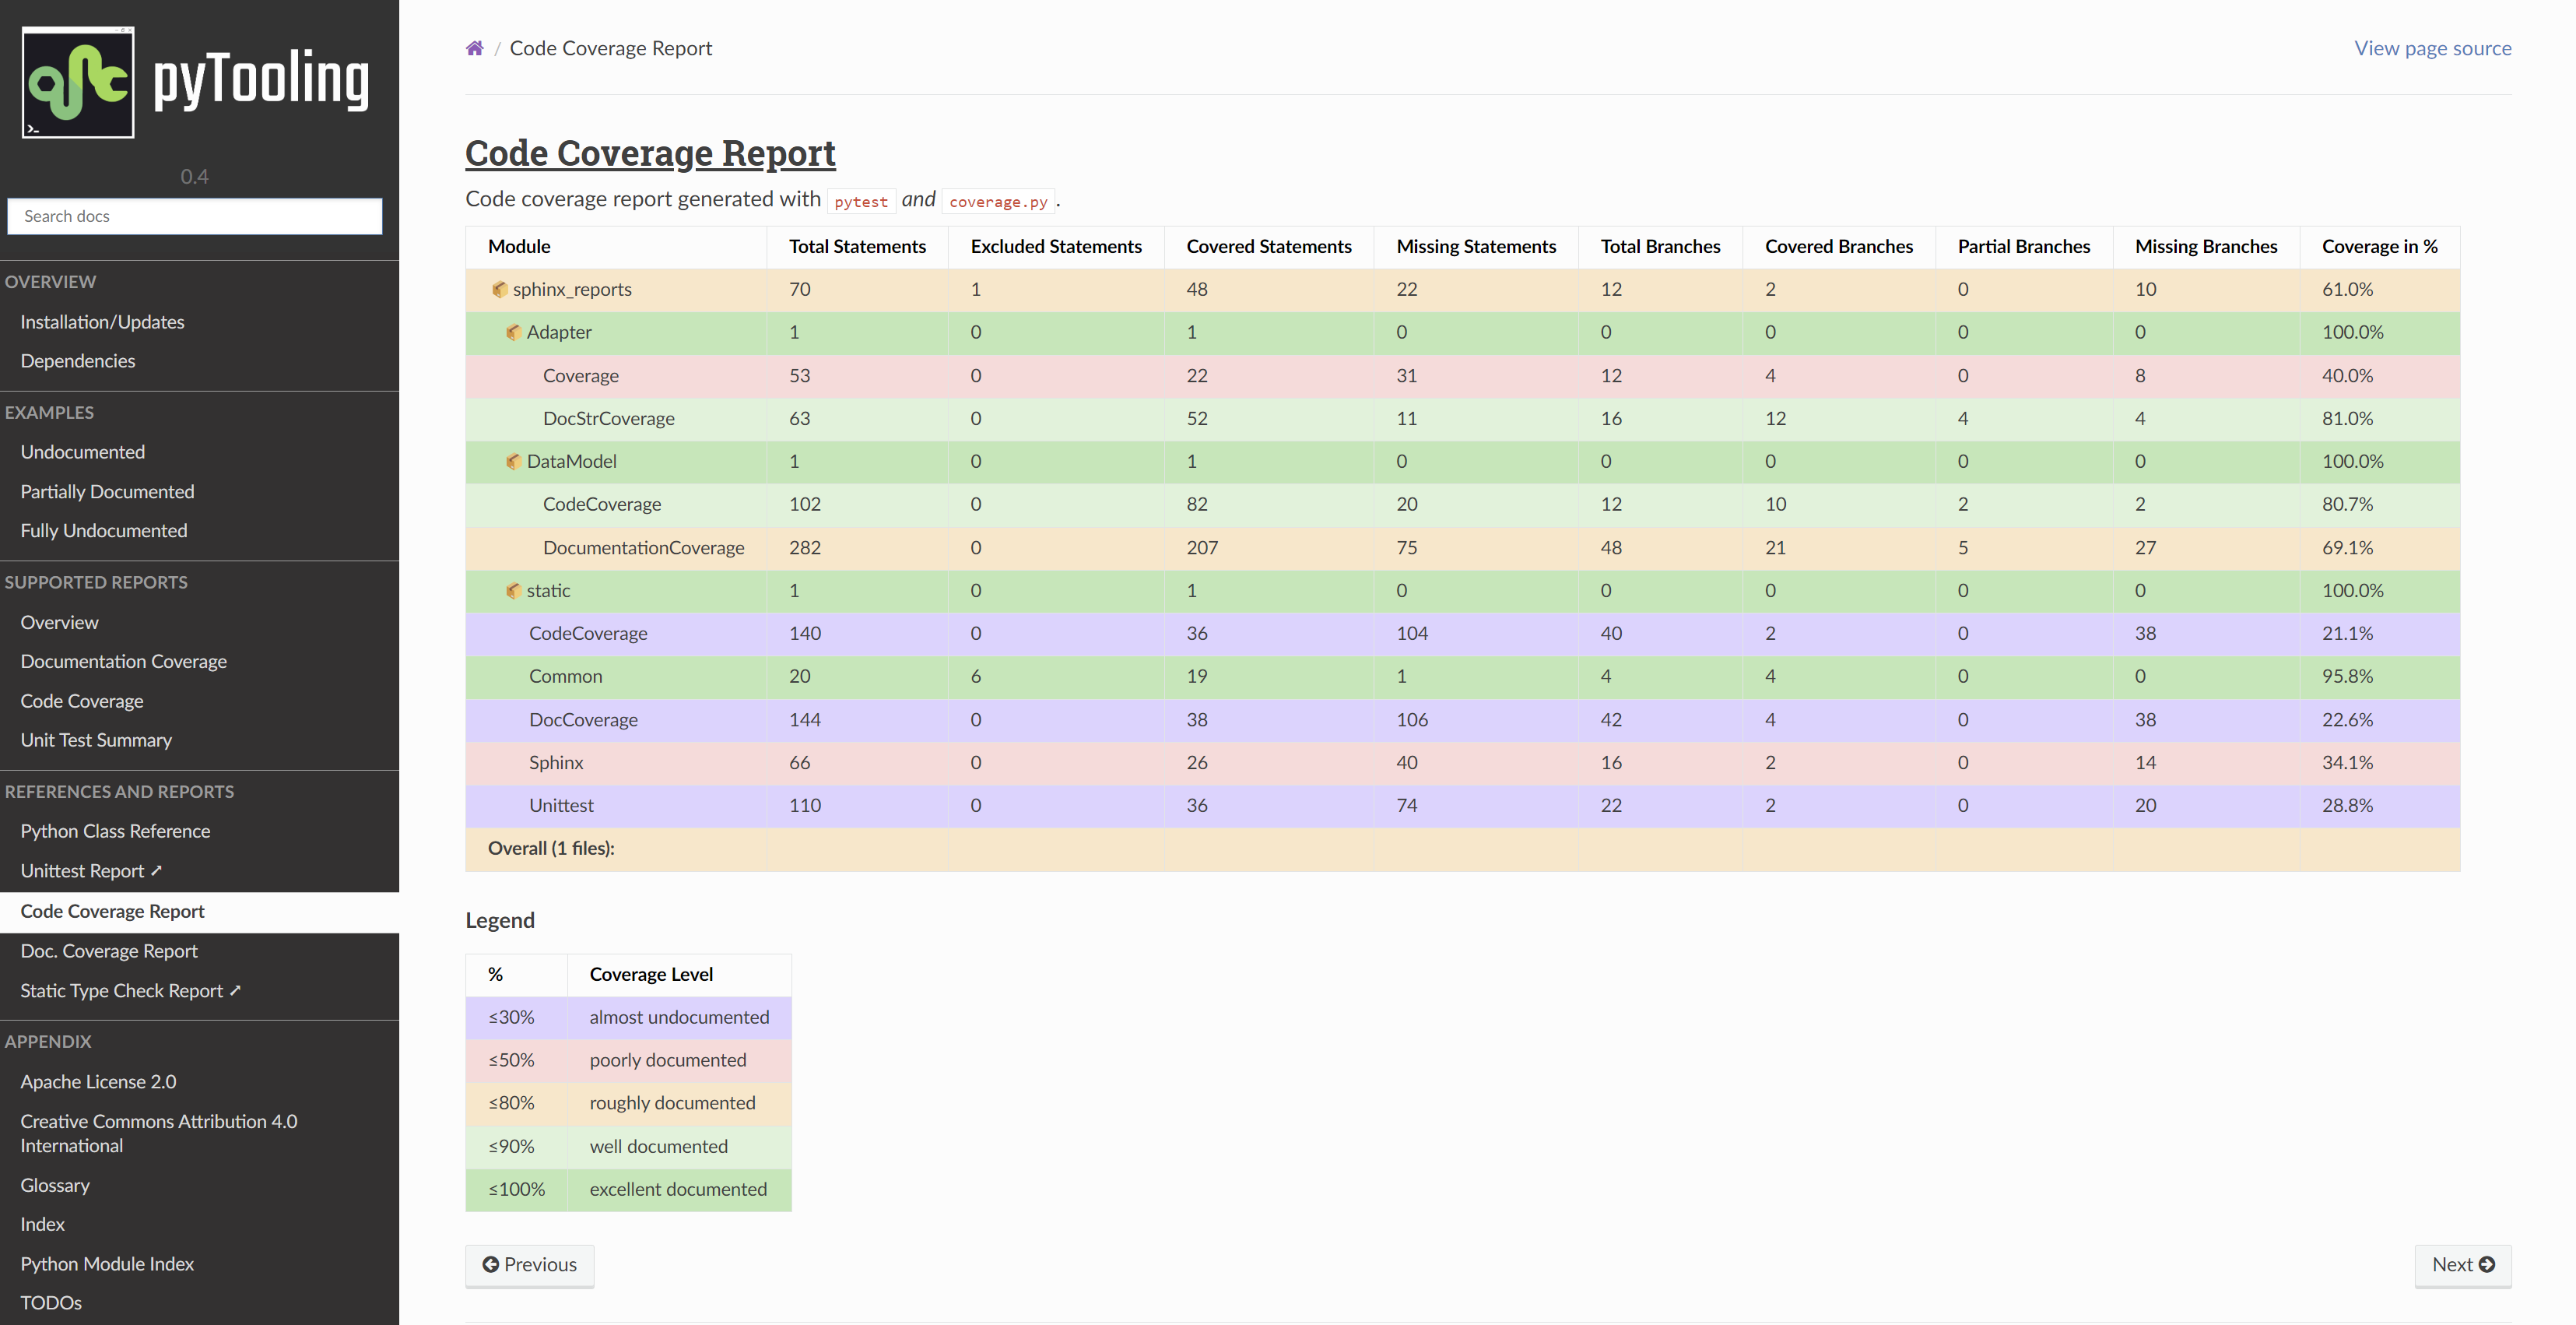 pyTooling
0.4
Search docs
OVERVIEW
Installation/Updates
Dependencies
EXAMPLES
Undocumented
Partially Documented
Fully Undocumented
SUPPORTED REPORTS
Overview
Documentation Coverage
Code Coverage
Unit Test Summary
REFERENCES AND REPORTS
Python Class Reference
Unittest Report ↗
Code Coverage Report
Doc. Coverage Report
Static Type Check Report ↗
APPENDIX
Apache License 2.0
Creative Commons Attribution 4.0
International
Glossary
Index
Python Module Index
TODOs
/ Code Coverage Report
View page source
Code Coverage Report
Code coverage report generated with pytest and coverage.py.
Module Total Statements Excluded Statements Covered Statements Missing Statements Total Branches Covered Branches Partial Branches Missing Branches Coverage in %
📦 sphinx_reports 70 1 48 22 12 2 0 10 61.0%
📦 Adapter 1 0 1 0 0 0 0 0 100.0%
Coverage 53 0 22 31 12 4 0 8 40.0%
DocStrCoverage 63 0 52 11 16 12 4 4 81.0%
📦 DataModel 1 0 1 0 0 0 0 0 100.0%
CodeCoverage 102 0 82 20 12 10 2 2 80.7%
DocumentationCoverage 282 0 207 75 48 21 5 27 69.1%
📦 static 1 0 1 0 0 0 0 0 100.0%
CodeCoverage 140 0 36 104 40 2 0 38 21.1%
Common 20 6 19 1 4 4 0 0 95.8%
DocCoverage 144 0 38 106 42 4 0 38 22.6%
Sphinx 66 0 26 40 16 2 0 14 34.1%
Unittest 110 0 36 74 22 2 0 20 28.8%
Overall (1 files):
Legend
% Coverage Level
≤30% almost undocumented
≤50% poorly documented
≤80% roughly documented
≤90% well documented
≤100% excellent documented
Previous
Next